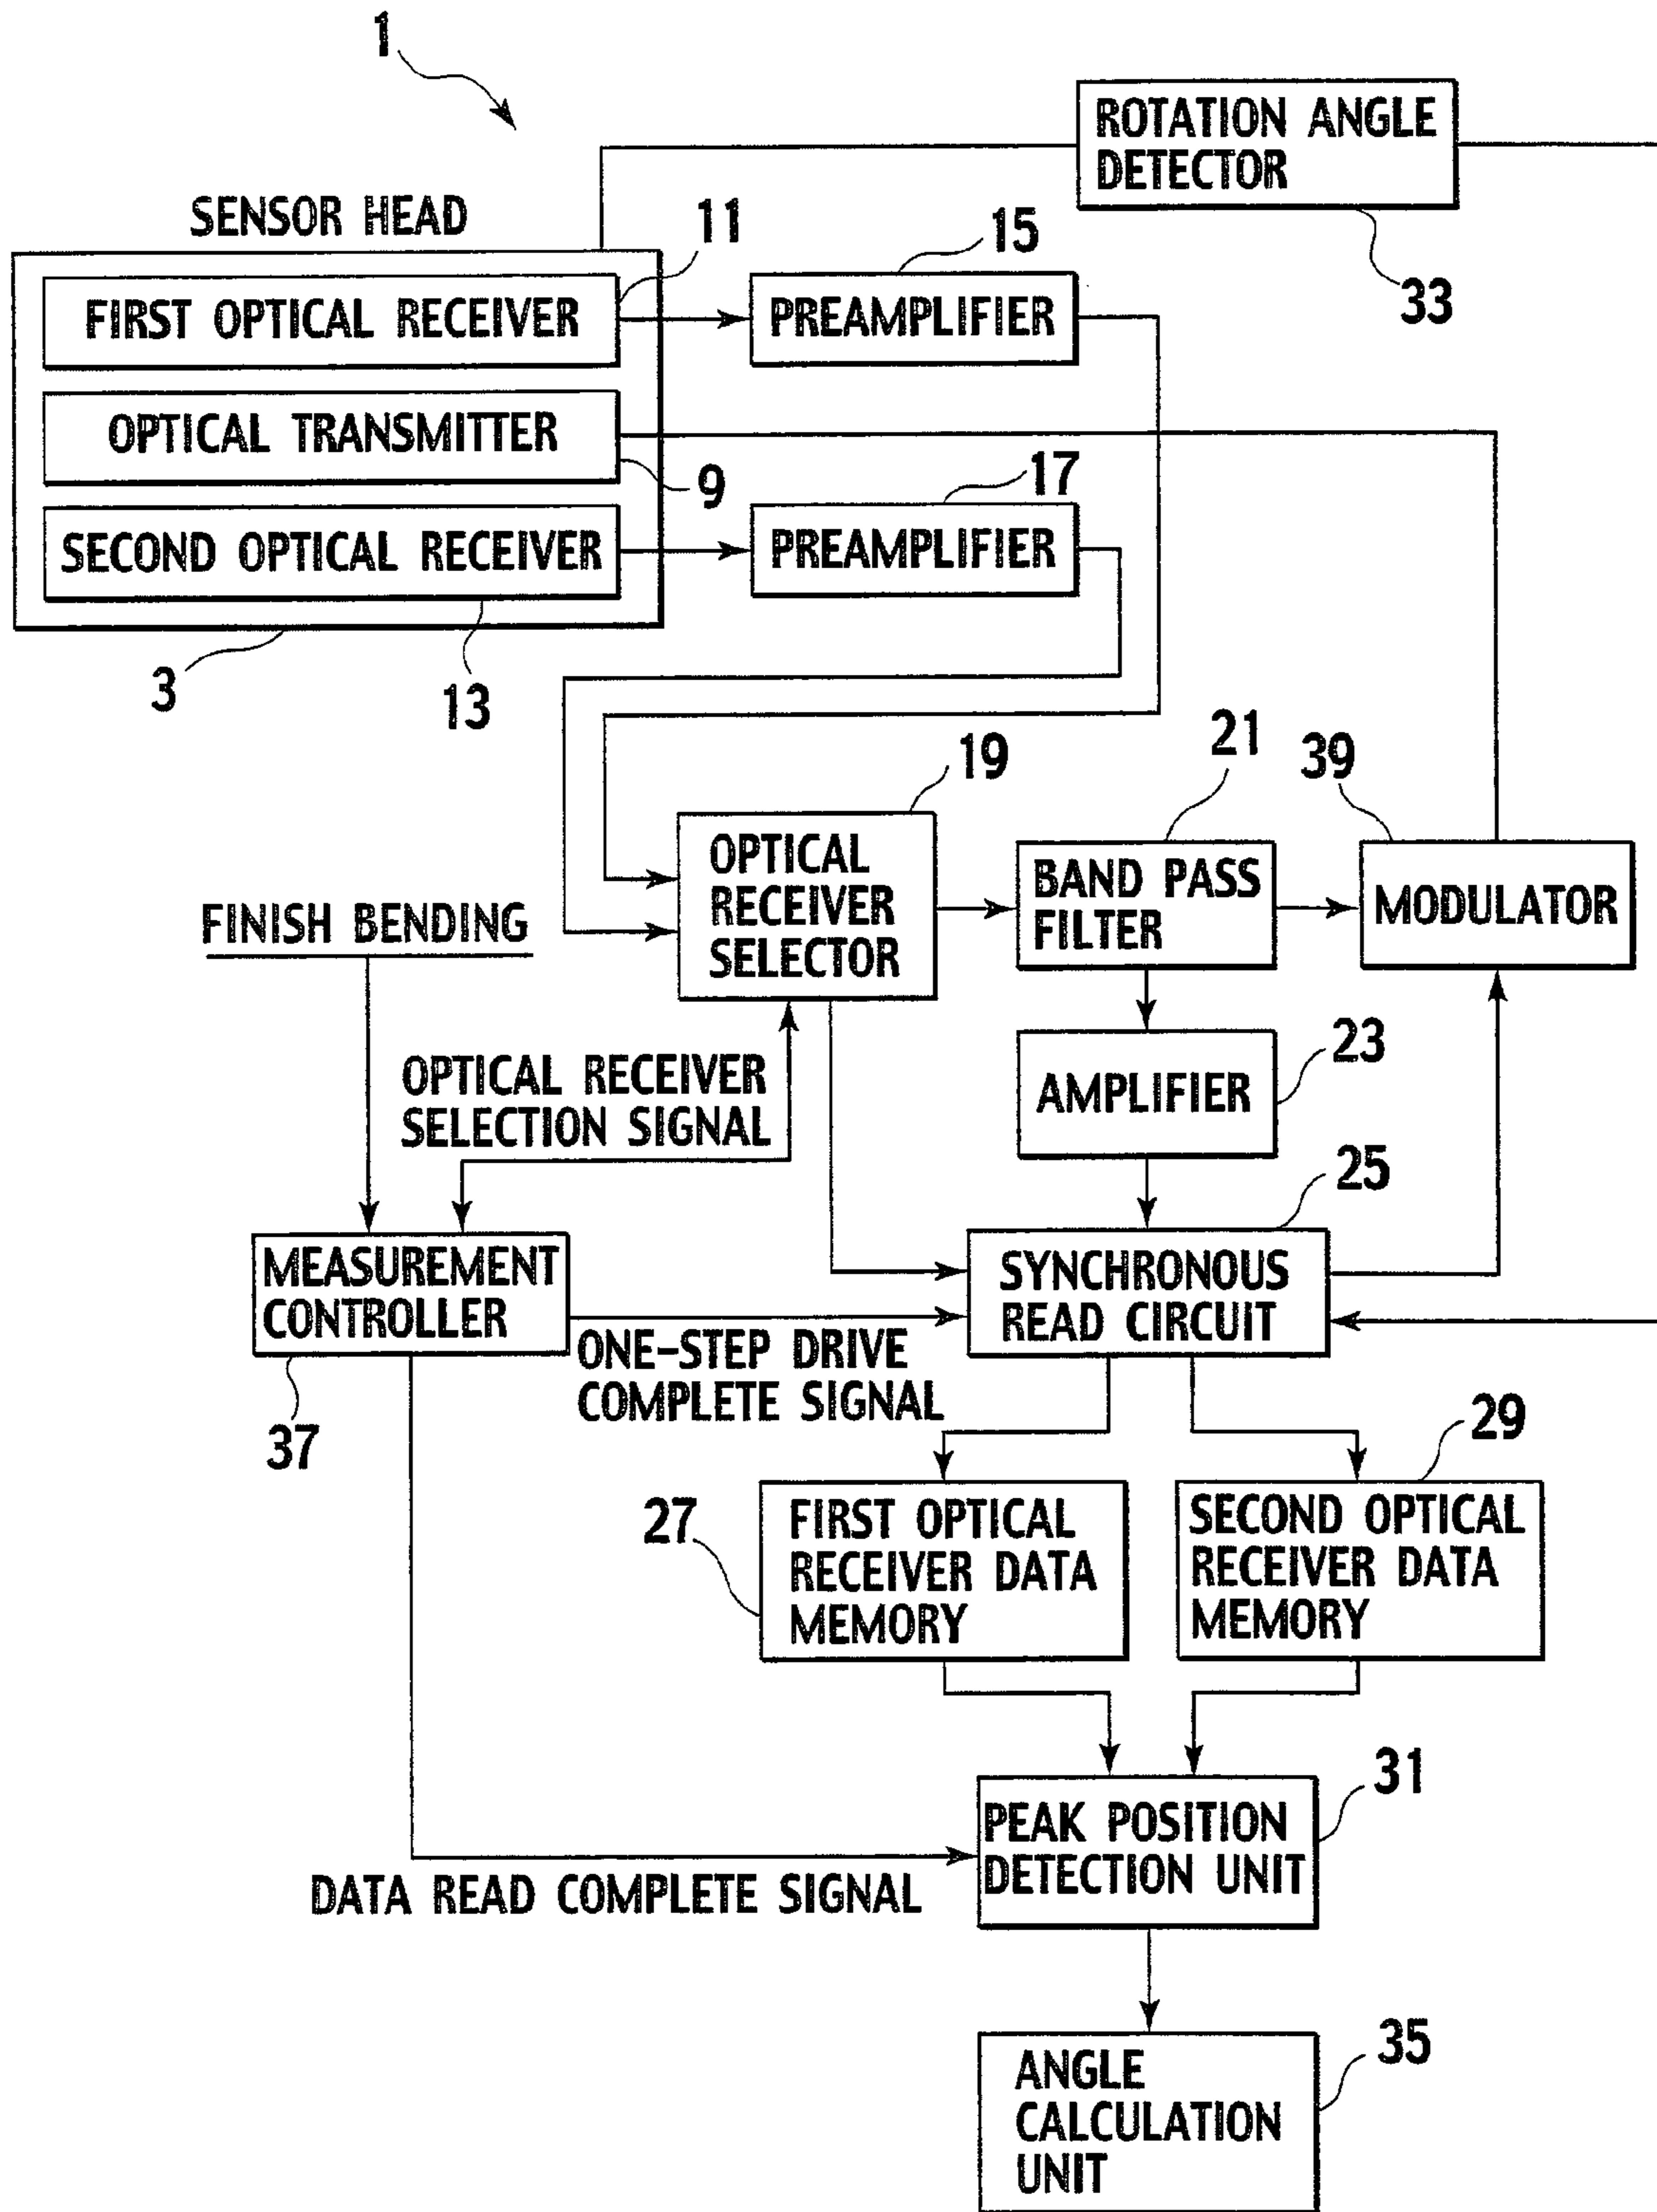 1
ROTATION ANGLE
DETECTOR
33
SENSOR HEAD
11
15
FIRST OPTICAL RECEIVER
PREAMPLIFIER
OPTICAL TRANSMITTER
9
17
SECOND OPTICAL RECEIVER
PREAMPLIFIER
3
13
19
21
39
OPTICAL
RECEIVER
SELECTOR
BAND PASS
FILTER
MODULATOR
FINISH BENDING
OPTICAL RECEIVER
SELECTION SIGNAL
AMPLIFIER
23
25
MEASUREMENT
CONTROLLER
37
SYNCHRONOUS
READ CIRCUIT
ONE-STEP DRIVE
COMPLETE SIGNAL
27
FIRST OPTICAL
RECEIVER DATA
MEMORY
29
SECOND OPTICAL
RECEIVER DATA
MEMORY
31
PEAK POSITION
DETECTION UNIT
DATA READ COMPLETE SIGNAL
35
ANGLE
CALCULATION
UNIT